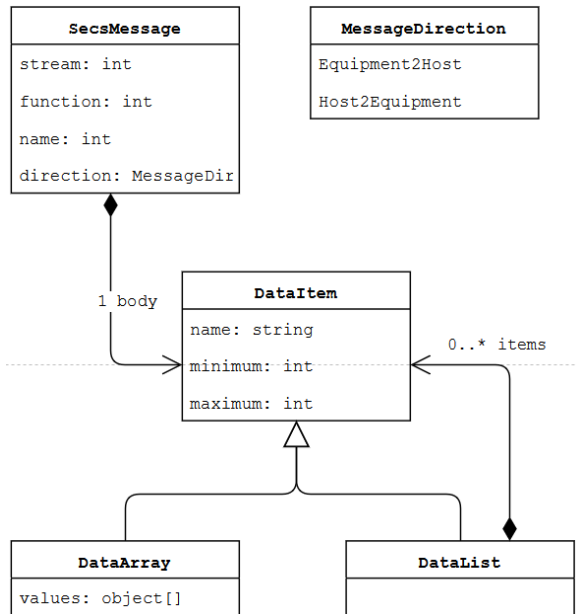 SecsMessage
stream: int
function: int
name: int
direction: MessageDir
MessageDirection
Equipment2Host
Host2Equipment
1 body
DataItem
name: string
minimum: int
maximum: int
0..* items
DataArray
values: object[]
DataList